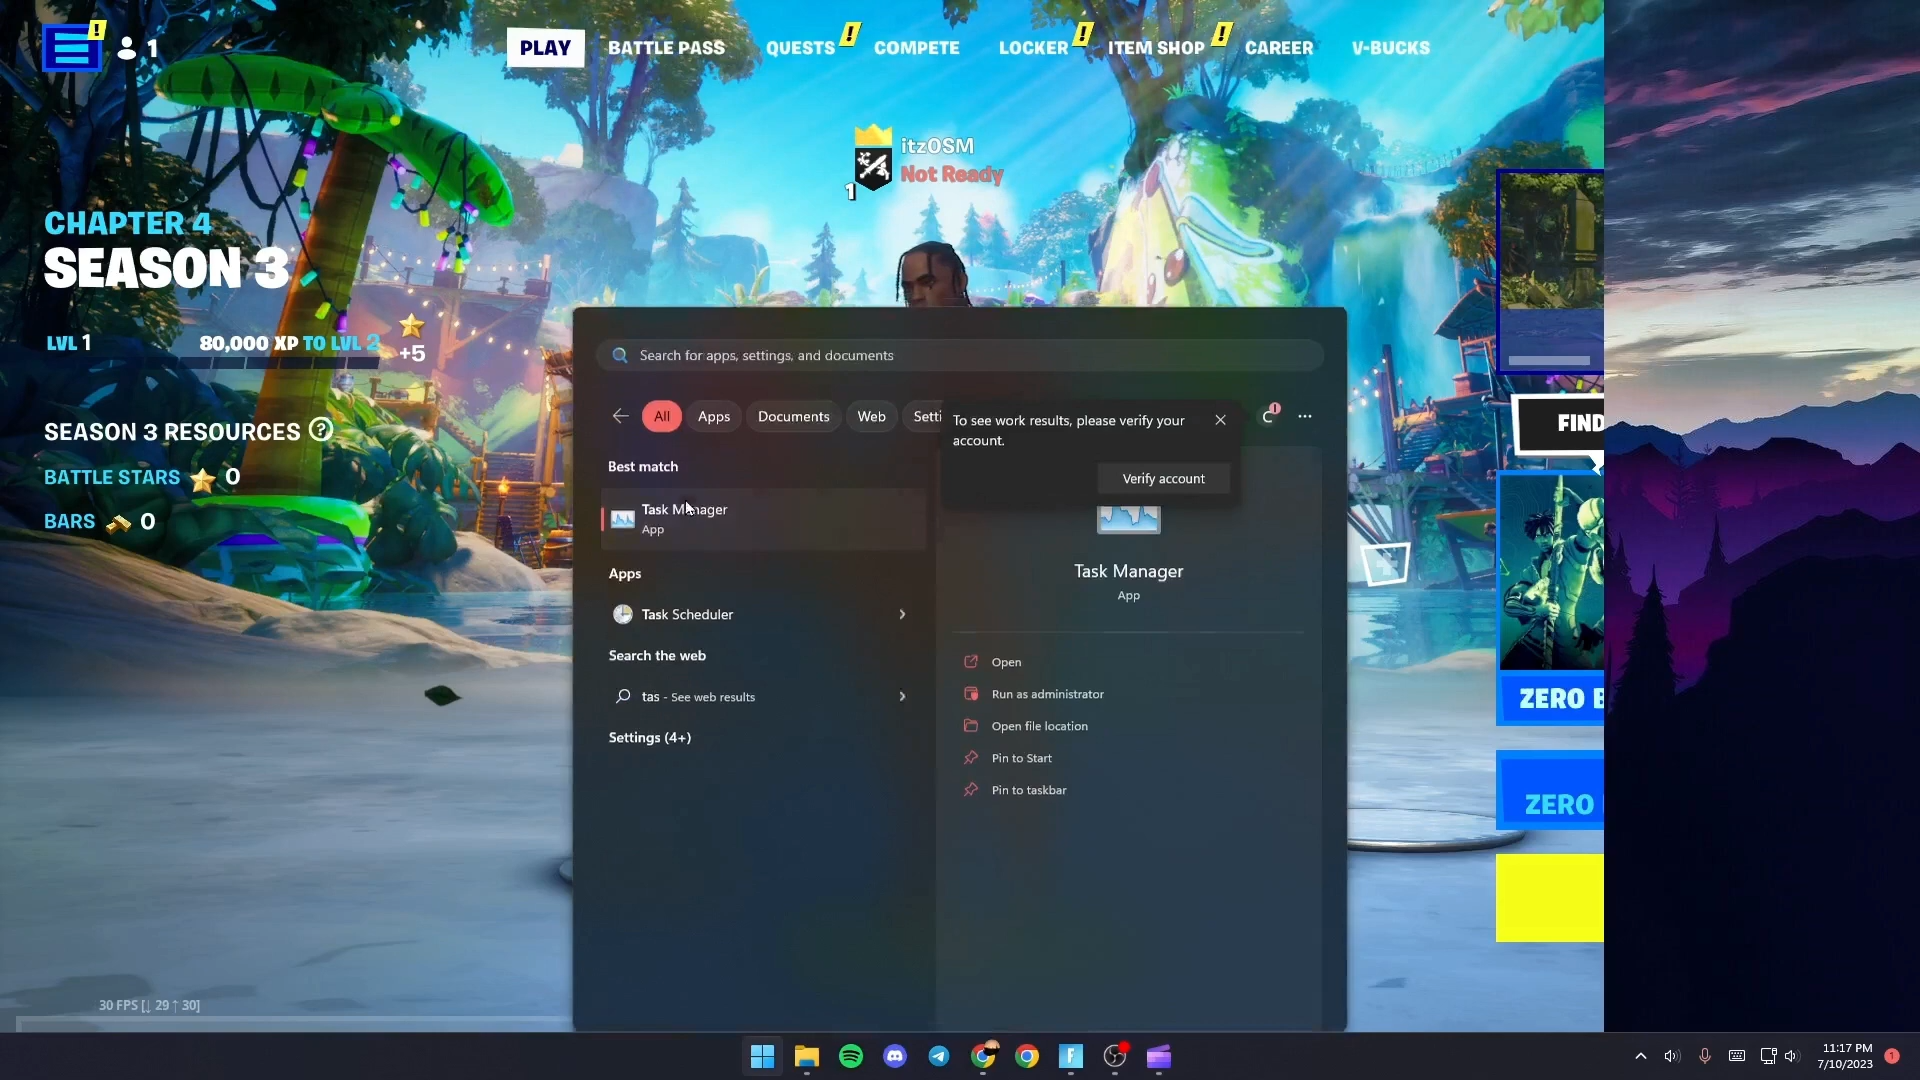 1
PLAY
BATTLE PASS
QUESTS
COMPETE
LOCKER
ITEM SHOP
CAREER
V-BUCKS
itz0SM
Not Ready
1
CHAPTER 4
SEASON 3
LVL 1
80,000 XP TO LVL 2
+5
SEASON 3 RESOURCES ?
BATTLE STARS 0
BARS 0
FIND
ZERO B
ZERO
Search for apps, settings, and documents
All
Apps
Documents
Web
Setti
To see work results, please verify your
account.
Verify account
C
Best match
Task Manager
App
Apps
Task Scheduler
Search the web
tas - See web results
Settings (4+)
Task Manager
App
Open
Run as administrator
Open file location
Pin to Start
Pin to taskbar
30 FPS [↓ 29 ↑ 30]
F
11:17 PM
7/10/2023
1